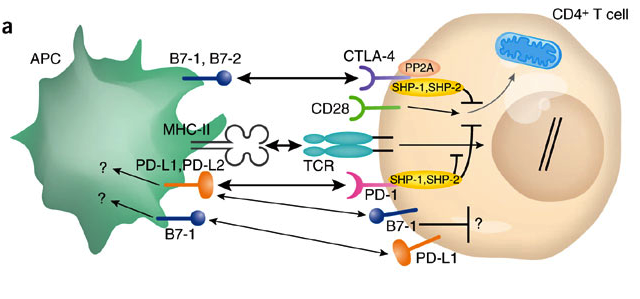 a
CD4+ T cell
APC
B7-1, B7-2
CTLA-4
PP2A
SHP-1,SHP-2
CD28
MHC-II
TCR
? PD-L1,PD-L2
SHP-1,SHP-2
PD-1
?
B7-1
B7-1
?
PD-L1